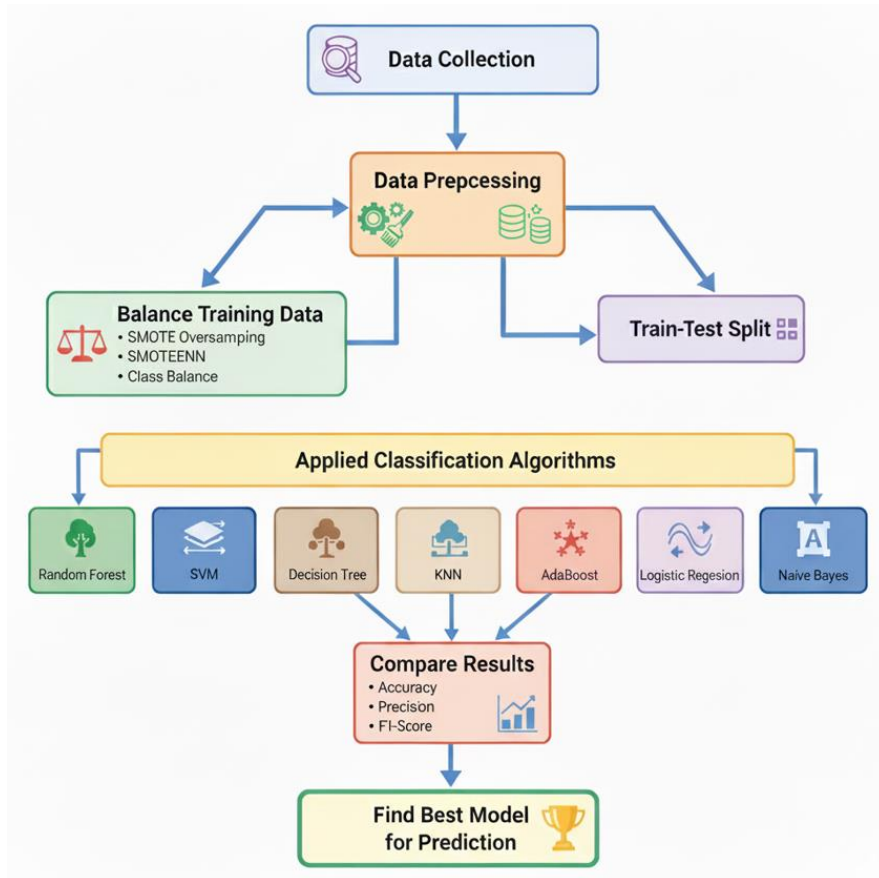 Data Collection
Data Prepcessing
Balance Training Data
• SMOTE Oversamping
• SMOTEENN
• Class Balance
Train-Test Split
Applied Classification Algorithms
Random Forest
SVM
Decision Tree
KNN
AdaBoost
Logistic Regesion
A
Naive Bayes
Compare Results
• Accuracy
• Precision
• F1-Score
Find Best Model
for Prediction